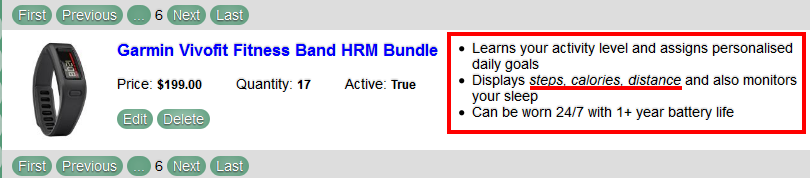 First Previous ... 6 Next Last
Garmin Vivofit Fitness Band HRM Bundle
Price: $199.00 Quantity: 17 Active: True
Edit Delete
• Learns your activity level and assigns personalised
daily goals
• Displays steps, calories, distance and also monitors
your sleep
• Can be worn 24/7 with 1+ year battery life
First Previous ... 6 Next Last